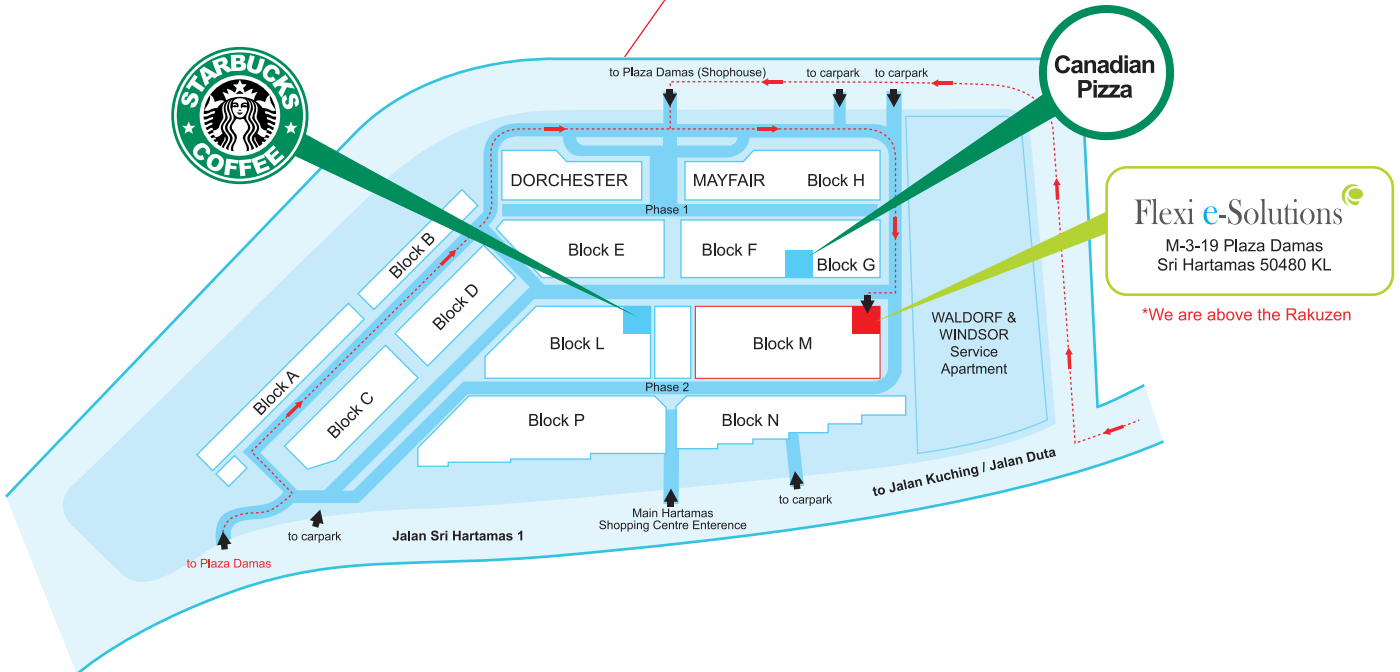 STARBUCKS
COFFEE
to Plaza Damas (Shophouse)
to carpark
to carpark
Canadian
Pizza
DORCHESTER
MAYFAIR
Block H
Phase 1
Block B
Block E
Block F
Block G
Flexi e-Solutions
M-3-19 Plaza Damas
Sri Hartamas 50480 KL
*We are above the Rakuzen
Block D
Block L
Block M
WALDORF &
WINDSOR
Service
Apartment
Block A
Block C
Phase 2
Block P
Block N
to Jalan Kuching / Jalan Duta
to carpark
Main Hartamas
Shopping Centre Enterence
to carpark
Jalan Sri Hartamas 1
to Plaza Damas